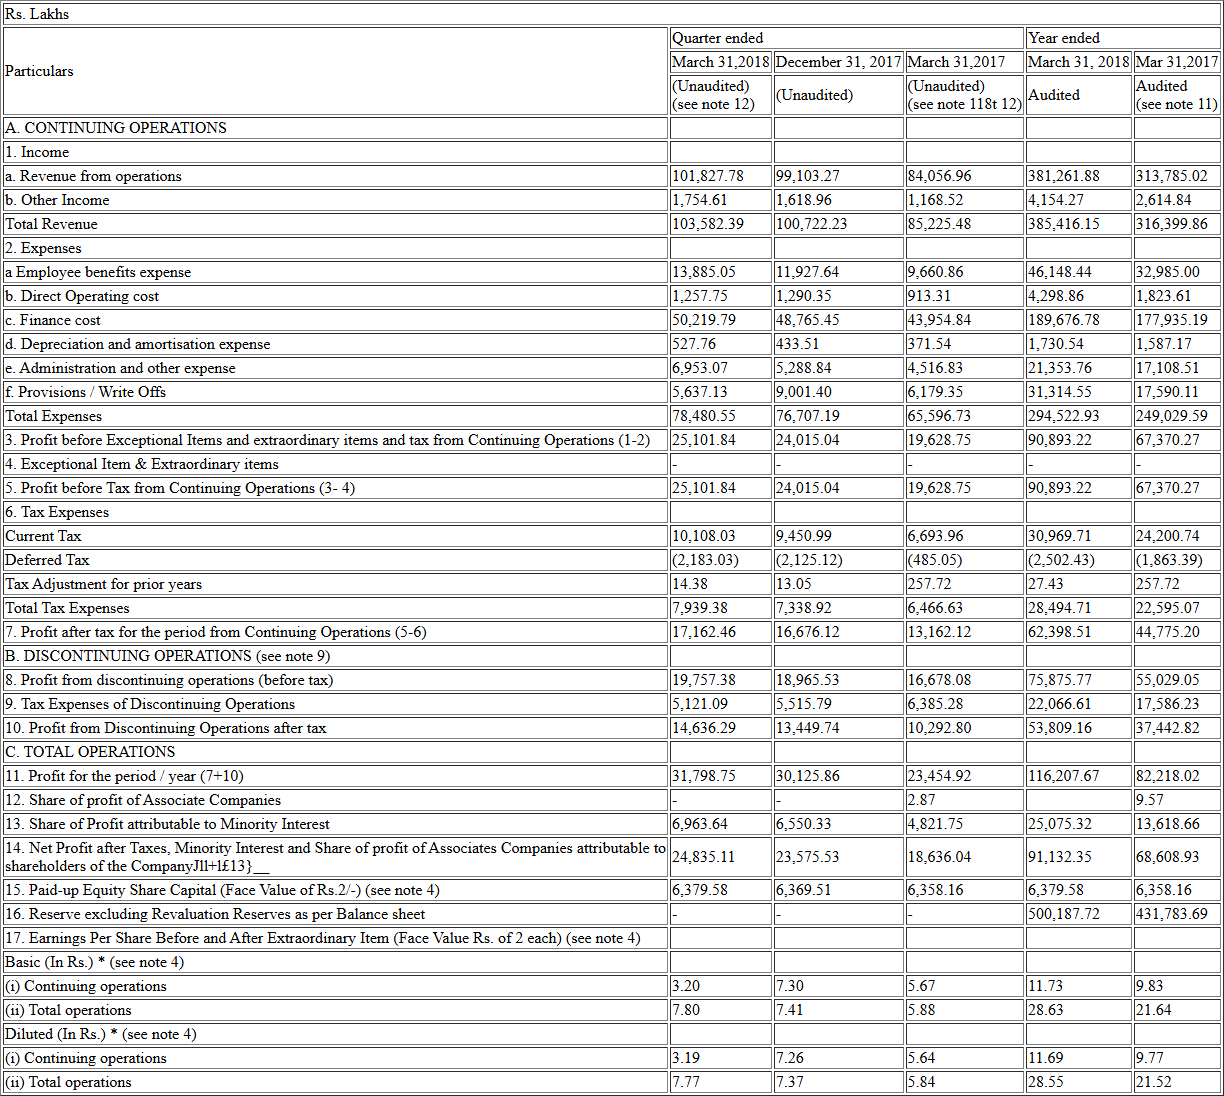 Rs. Lakhs
Particulars
Quarter ended Year ended
March 31,2018 December 31, 2017 March 31,2017 March 31, 2018 Mar 31,2017
(Unaudited) (see note 12) (Unaudited) (Unaudited) (see note 118t 12) Audited Audited (see note 11)
A. CONTINUING OPERATIONS
1. Income
a. Revenue from operations 101,827.78 99,103.27 84,056.96 381,261.88 313,785.02
b. Other Income 1,754.61 1,618.96 1,168.52 4,154.27 2,614.84
Total Revenue 103,582.39 100,722.23 85,225.48 385,416.15 316,399.86
2. Expenses
a Employee benefits expense 13,885.05 11,927.64 9,660.86 46,148.44 32,985.00
b. Direct Operating cost 1,257.75 1,290.35 913.31 4,298.86 1,823.61
c. Finance cost 50,219.79 48,765.45 43,954.84 189,676.78 177,935.19
d. Depreciation and amortisation expense 527.76 433.51 371.54 1,730.54 1,587.17
e. Administration and other expense 6,953.07 5,288.84 4,516.83 21,353.76 17,108.51
f. Provisions / Write Offs 5,637.13 9,001.40 6,179.35 31,314.55 17,590.11
Total Expenses 78,480.55 76,707.19 65,596.73 294,522.93 249,029.59
3. Profit before Exceptional Items and extraordinary items and tax from Continuing Operations (1-2) 25,101.84 24,015.04 19,628.75 90,893.22 67,370.27
4. Exceptional Item & Extraordinary items - - - - -
5. Profit before Tax from Continuing Operations (3- 4) 25,101.84 24,015.04 19,628.75 90,893.22 67,370.27
6. Tax Expenses
Current Tax 10,108.03 9,450.99 6,693.96 30,969.71 24,200.74
Deferred Tax (2,183.03) (2,125.12) (485.05) (2,502.43) (1,863.39)
Tax Adjustment for prior years 14.38 13.05 257.72 27.43 257.72
Total Tax Expenses 7,939.38 7,338.92 6,466.63 28,494.71 22,595.07
7. Profit after tax for the period from Continuing Operations (5-6) 17,162.46 16,676.12 13,162.12 62,398.51 44,775.20
B. DISCONTINUING OPERATIONS (see note 9)
8. Profit from discontinuing operations (before tax) 19,757.38 18,965.53 16,678.08 75,875.77 55,029.05
9. Tax Expenses of Discontinuing Operations 5,121.09 5,515.79 6,385.28 22,066.61 17,586.23
10. Profit from Discontinuing Operations after tax 14,636.29 13,449.74 10,292.80 53,809.16 37,442.82
C. TOTAL OPERATIONS
11. Profit for the period / year (7+10) 31,798.75 30,125.86 23,454.92 116,207.67 82,218.02
12. Share of profit of Associate Companies - - 2.87 9.57
13. Share of Profit attributable to Minority Interest 6,963.64 6,550.33 4,821.75 25,075.32 13,618.66
14. Net Profit after Taxes, Minority Interest and Share of profit of Associates Companies attributable to
shareholders of the CompanyJll+l£13}__ 24,835.11 23,575.53 18,636.04 91,132.35 68,608.93
15. Paid-up Equity Share Capital (Face Value of Rs.2/-) (see note 4) 6,379.58 6,369.51 6,358.16 6,379.58 6,358.16
16. Reserve excluding Revaluation Reserves as per Balance sheet - - - 500,187.72 431,783.69
17. Earnings Per Share Before and After Extraordinary Item (Face Value Rs. of 2 each) (see note 4)
Basic (In Rs.) * (see note 4)
(i) Continuing operations 3.20 7.30 5.67 11.73 9.83
(ii) Total operations 7.80 7.41 5.88 28.63 21.64
Diluted (In Rs.) * (see note 4)
(i) Continuing operations 3.19 7.26 5.64 11.69 9.77
(ii) Total operations 7.77 7.37 5.84 28.55 21.52